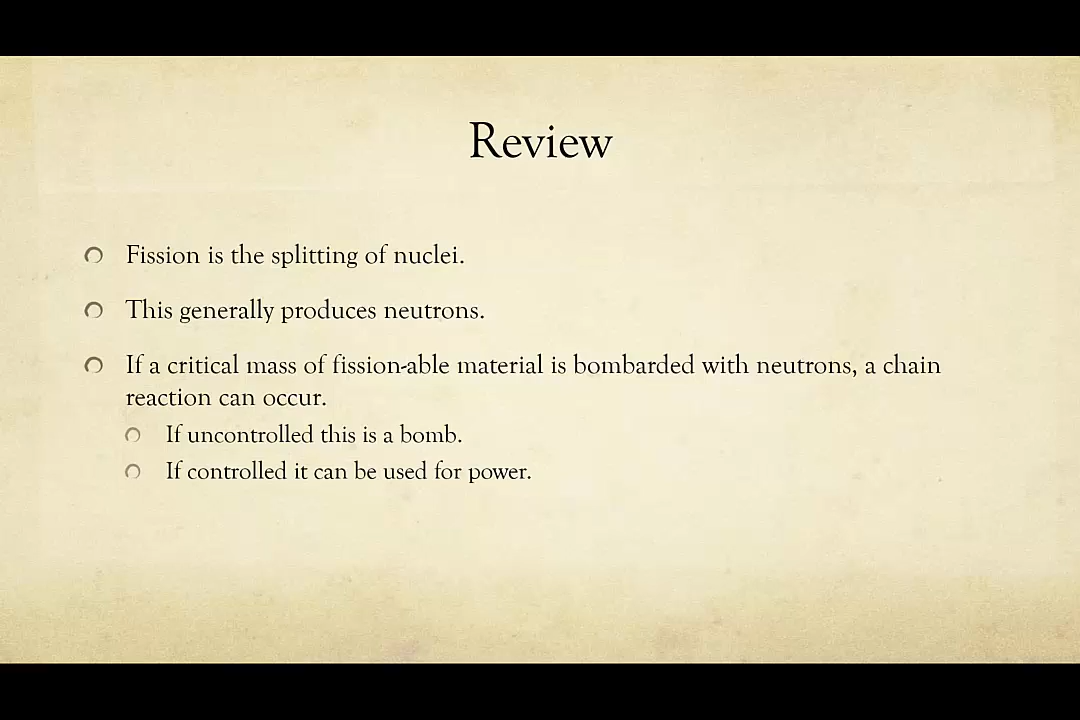 Review
Fission is the splitting of nuclei.
This generally produces neutrons.
If a critical mass of fission-able material is bombarded with neutrons, a chain
reaction can occur.
If uncontrolled this is a bomb.
If controlled it can be used for power.